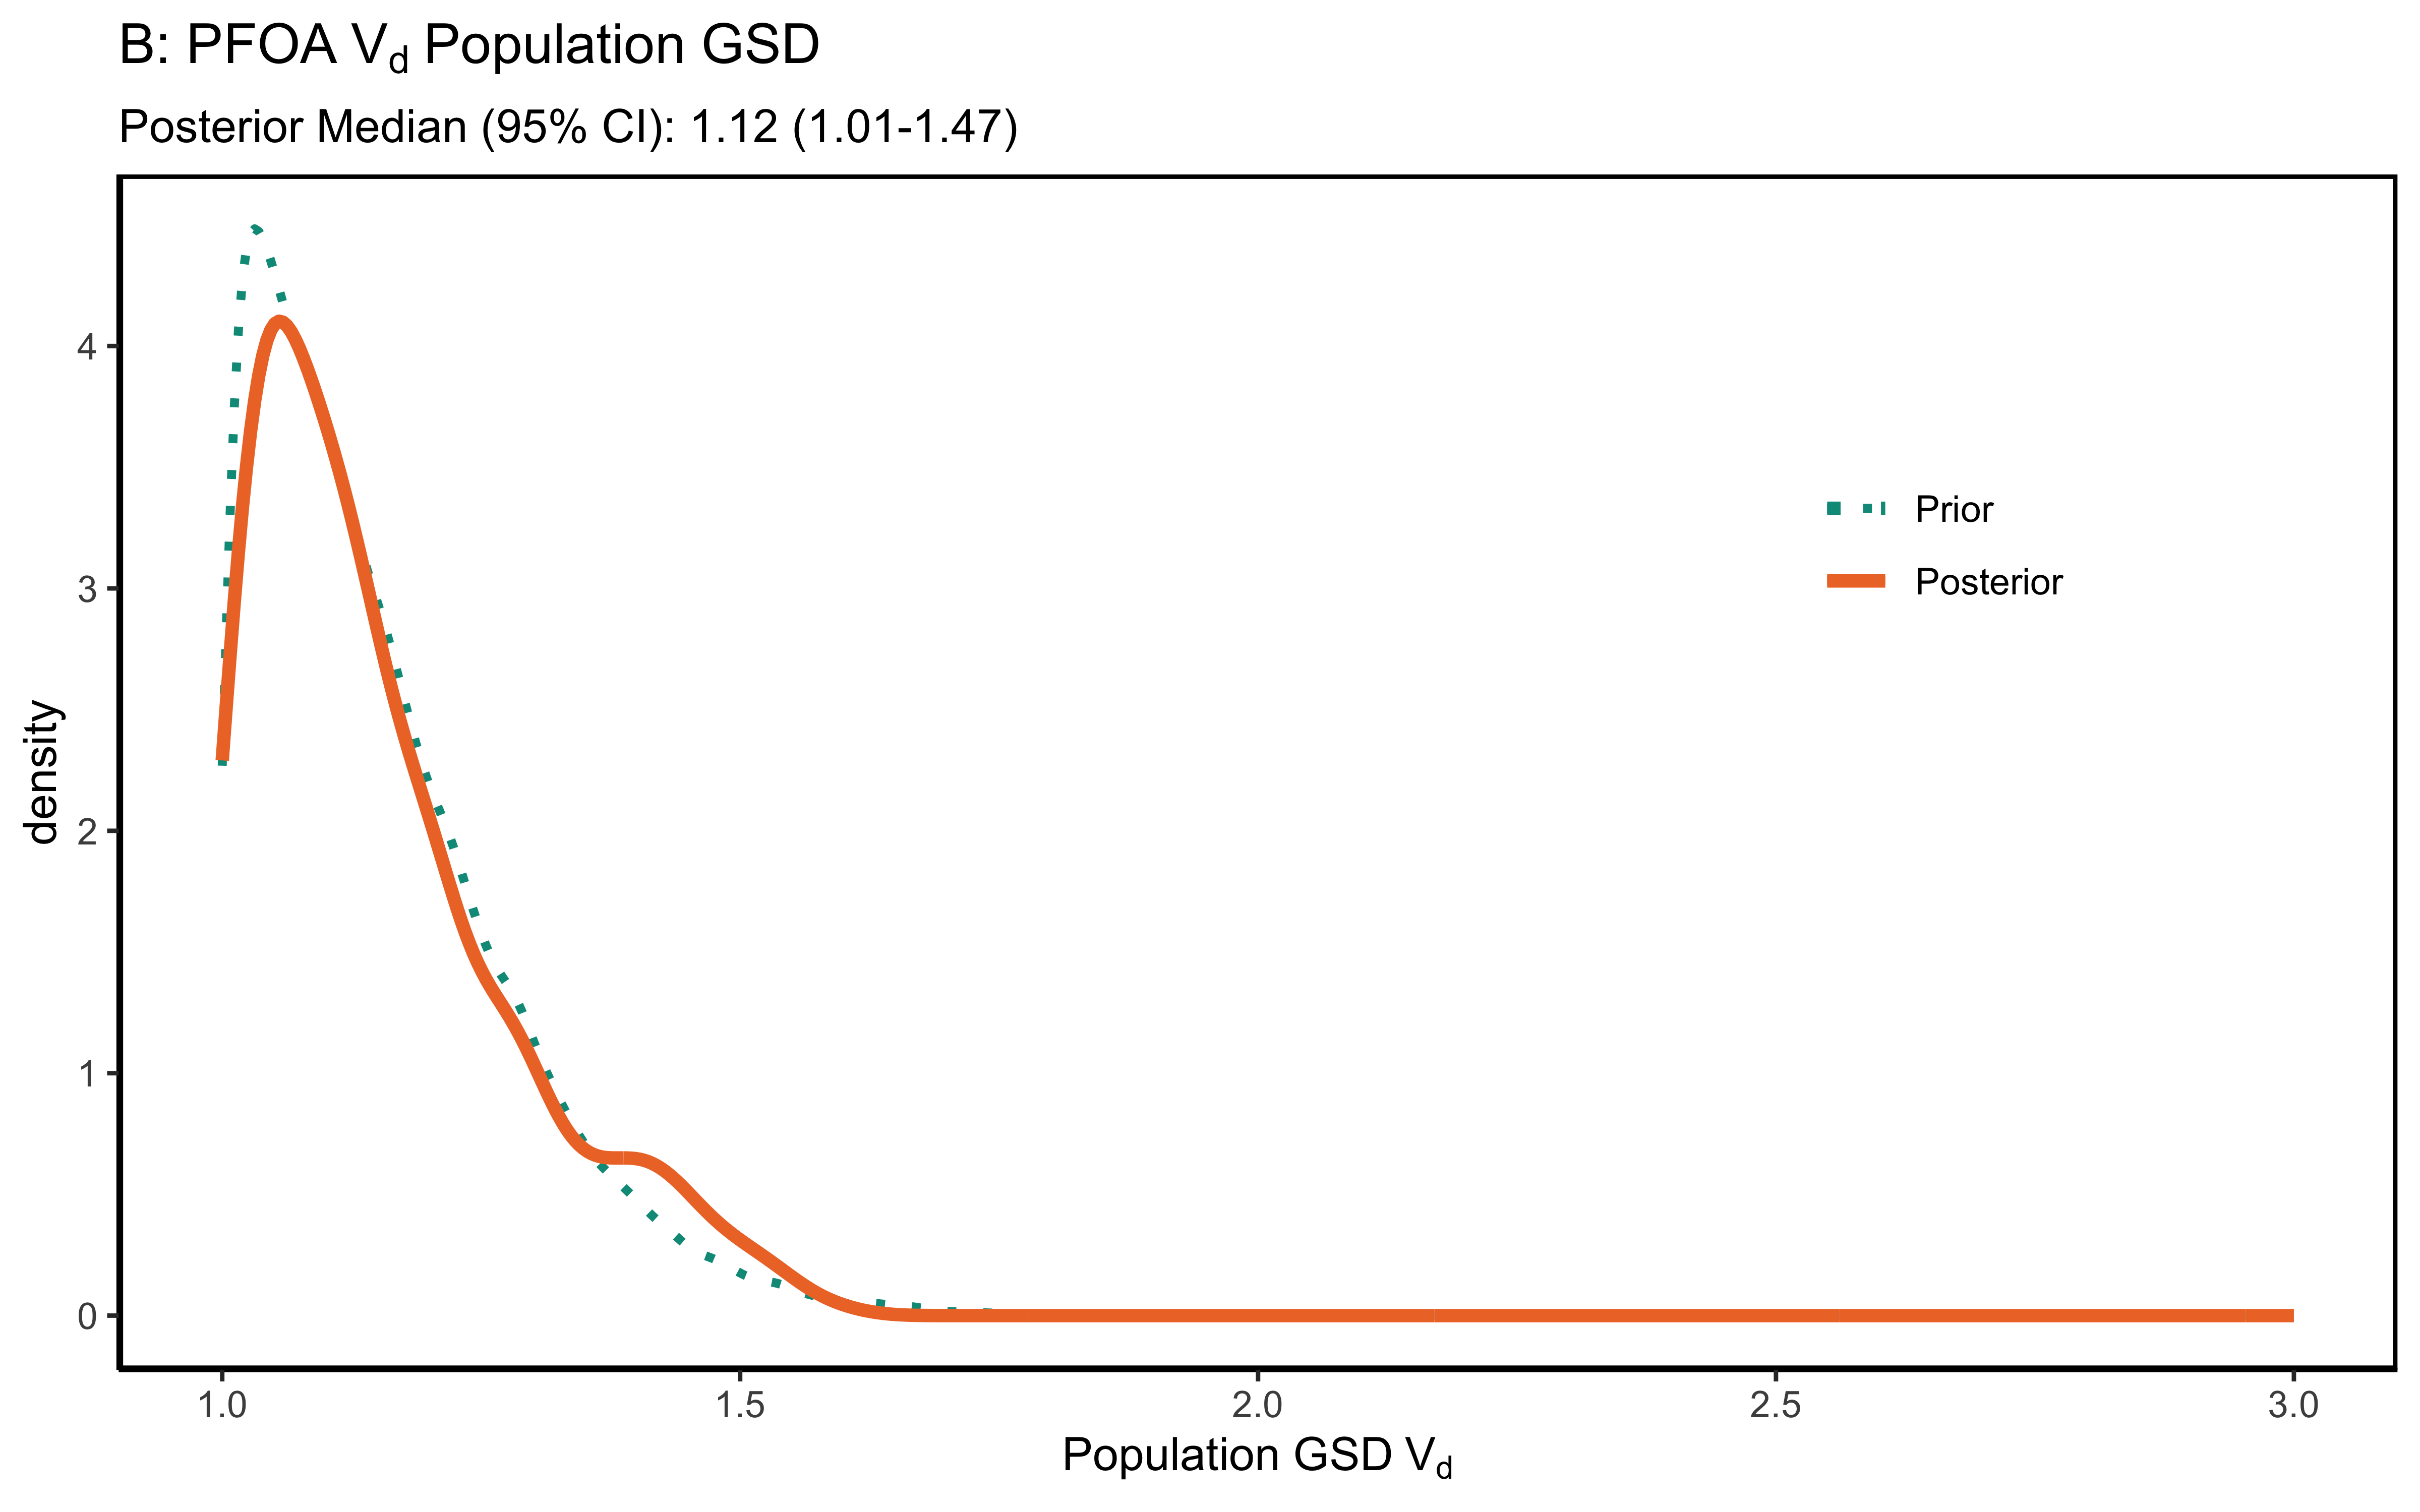 B: PFOA Vd Population GSD
Posterior Median (95% CI): 1.12 (1.01-1.47)
4
3
2
1
0
density
Prior
Posterior
1.0 1.5 2.0 2.5 3.0
Population GSD Vd